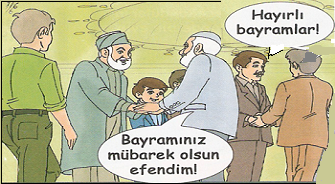 Hayırlı
bayramlar!
Bayramınız
mübarek olsun
efendim!